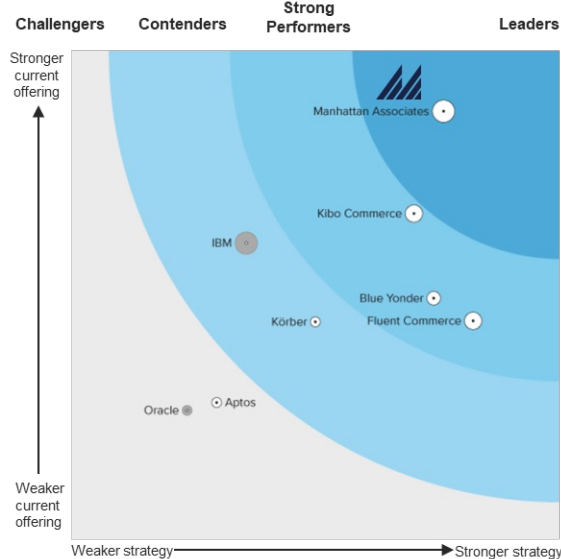 Challengers
Contenders
Strong
Performers
Leaders
Stronger
current
offering
Manhattan Associates
Kibo Commerce
IBM
Blue Yonder
Körber
Fluent Commerce
Oracle
Aptos
Weaker
current
offering
Weaker strategy
Stronger strategy